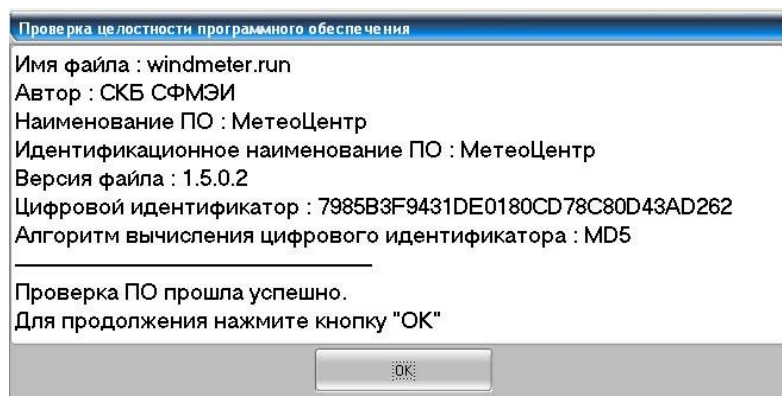 Проверка целостности программного обеспечения
Имя файла : windmeter.run
Автор : СКБ СФМЭИ
Наименование ПО : МетеоЦентр
Идентификационное наименование ПО : МетеоЦентр
Версия файла : 1.5.0.2
Цифровой идентификатор : 7985B3F9431DE0180CD78C80D43AD262
Алгоритм вычисления цифрового идентификатора : MD5
Проверка ПО прошла успешно.
Для продолжения нажмите кнопку "OK"
OK